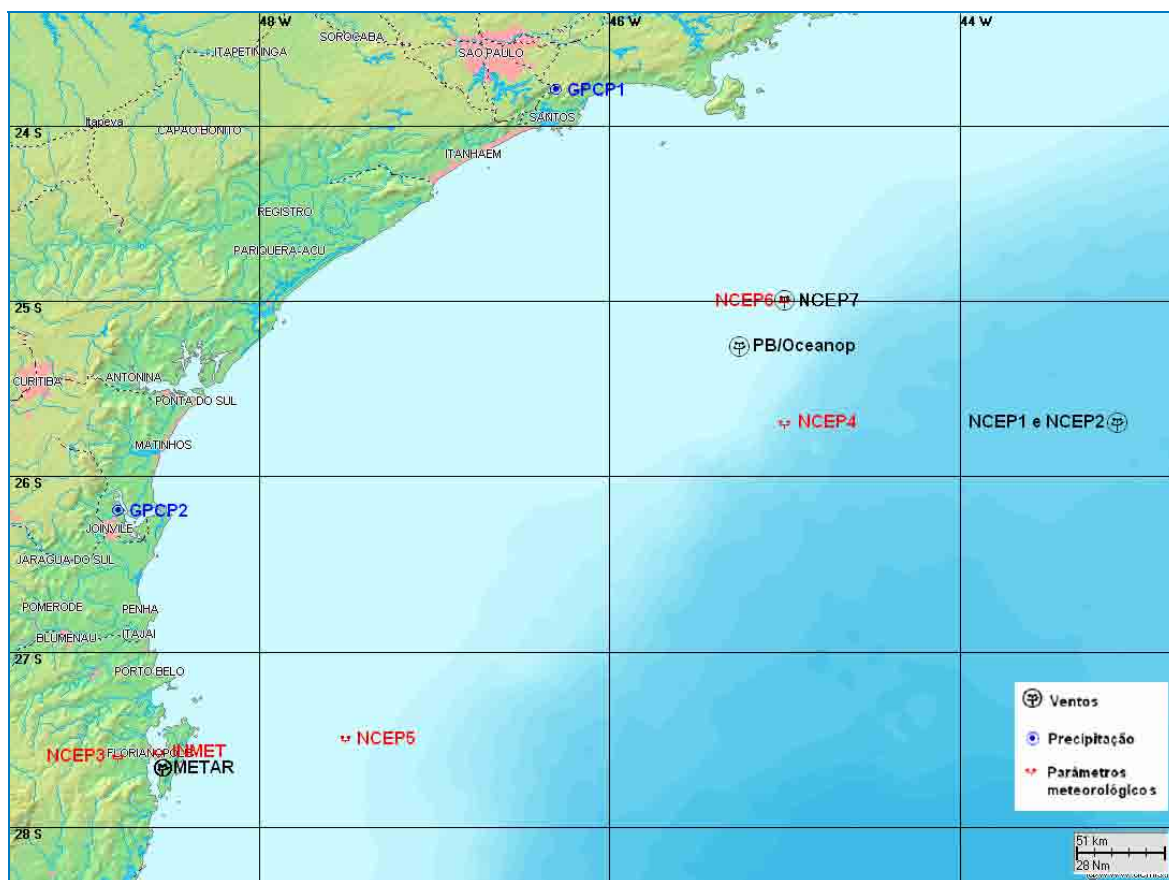 48 W
46 W
44 W
SOROCABA
ITAPETININGA
SAO PAULO
GPCP1
Itapeva
SANTOS
CAPAO BONITO
24 S
ITANHAEM
REGISTRO
PARIQUERA-ACU
25 S
NCEP6
NCEP7
PB/Oceanop
CURITIBA
ANTONINA
PONTA DO SUL
NCEP4
NCEP1 e NCEP2
MATINHOS
26 S
GPCP2
JOINVILE
JARAGUA DO SUL
POMERODE
PENHA
BLUMENAU
ITAJAI
27 S
PORTO BELO
Ventos
NCEP5
Precipitação
NCEP3
INMET
METAR
Parâmetros
meteorológicos
28 S
51 km
28 Nm